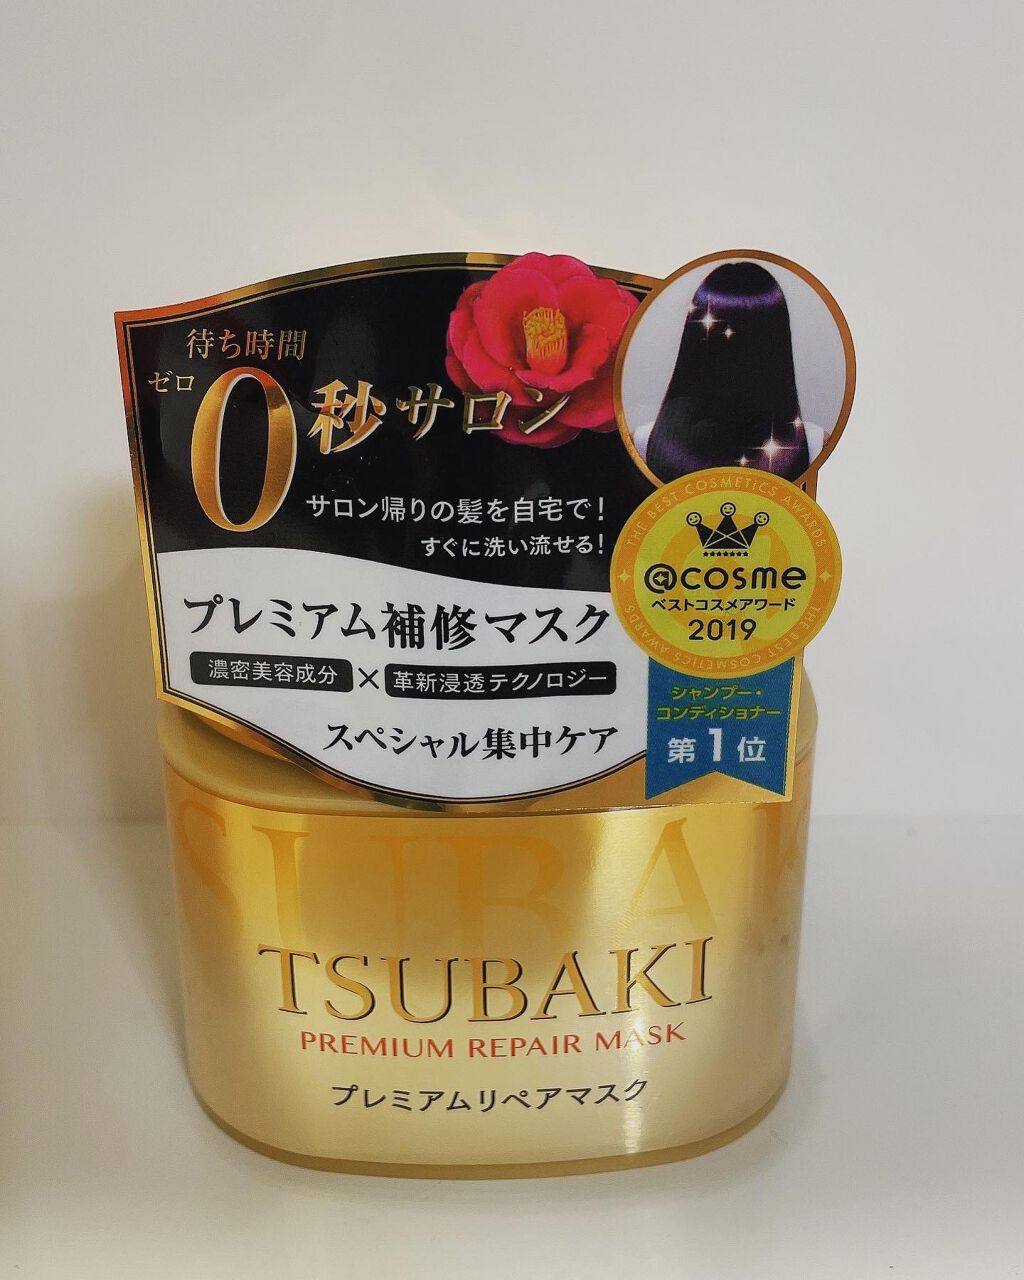 待ち時間
ゼロ
0秒サロン
サロン帰りの髪を自宅で!
すぐに洗い流せる!
プレミアム補修マスク
濃密美容成分×革新浸透テクノロジー
スペシャル集中ケア
THE BEST COSMETICS AWARDS
@cosme
ベストコスメアワード
2019
THE BEST COSMETICS AWARDS
シャンプー・
コンディショナー
第1位
SUBAK
TSUBAKI
PREMIUM REPAIR MASK
プレミアムリペアマスク